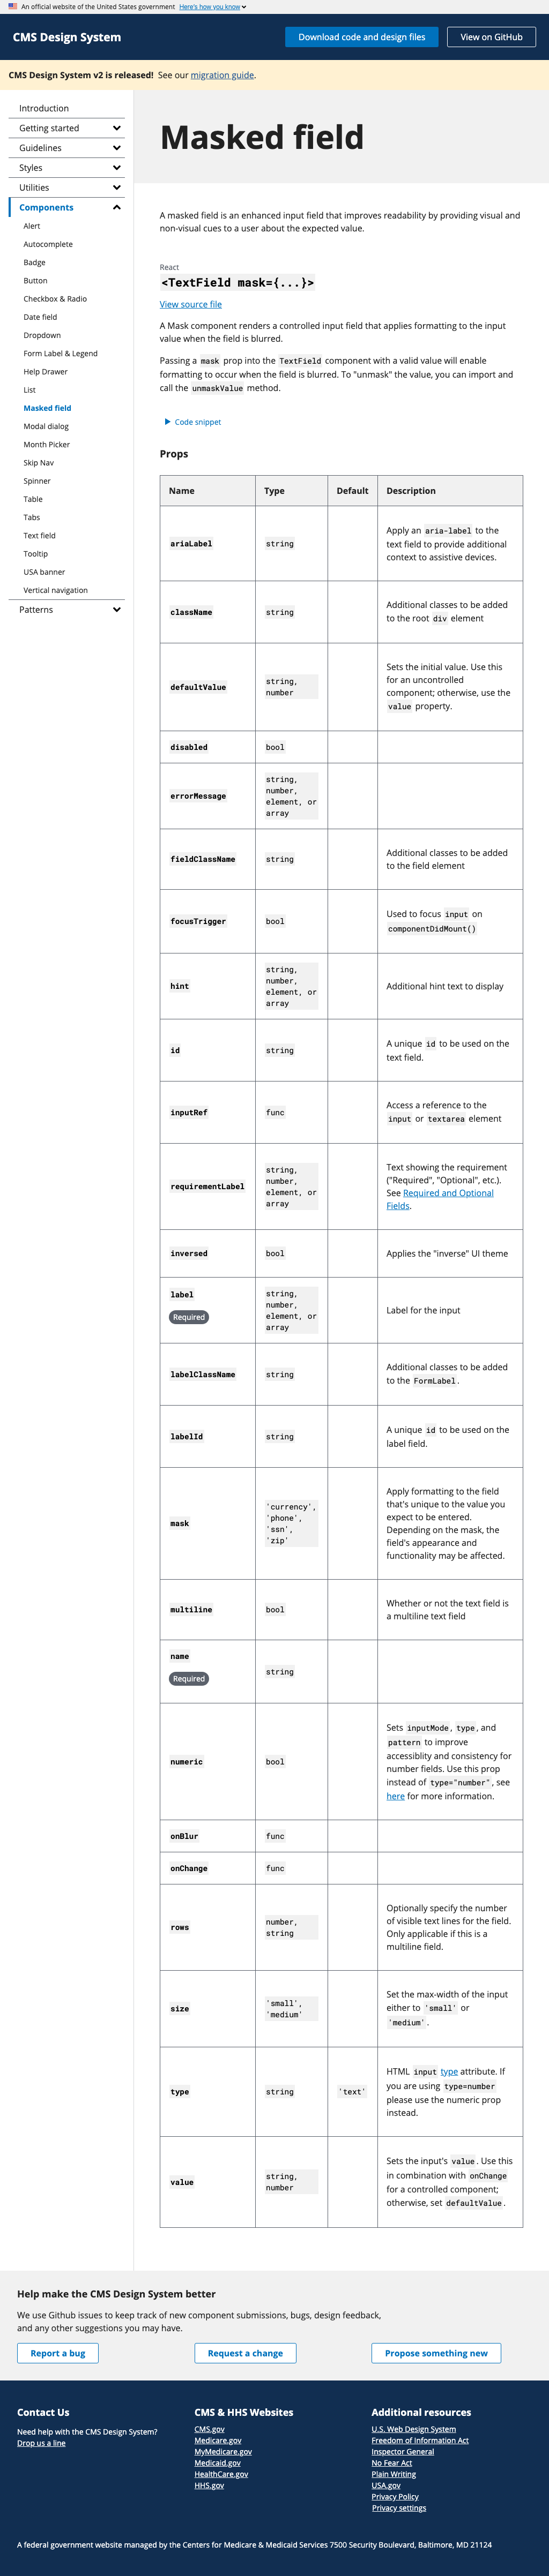 An official website of the United States government Here's how you know
CMS Design System
Download code and design files
View on GitHub
CMS Design System v2 is released! See our migration guide.
Introduction
Getting started
Guidelines
Styles
Utilities
Components
Alert
Autocomplete
Badge
Button
Checkbox & Radio
Date field
Dropdown
Form Label & Legend
Help Drawer
List
Masked field
Modal dialog
Month Picker
Skip Nav
Spinner
Table
Tabs
Text field
Tooltip
USA banner
Vertical navigation
Patterns
Masked field
A masked field is an enhanced input field that improves readability by providing visual and
non-visual cues to a user about the expected value.
React
<TextField mask={...}>
View source file
A Mask component renders a controlled input field that applies formatting to the input
value when the field is blurred.
Passing a mask prop into the TextField component with a valid value will enable
formatting to occur when the field is blurred. To "unmask" the value, you can import and
call the unmaskValue method.
Code snippet
Props
Name Type Default Description
ariaLabel string Apply an aria-label to the
text field to provide additional
context to assistive devices.
className string Additional classes to be added
to the root div element
defaultValue string,
number Sets the initial value. Use this
for an uncontrolled
component; otherwise, use the
value property.
disabled bool
errorMessage string,
number,
element, or
array
fieldClassName string Additional classes to be added
to the field element
focusTrigger bool Used to focus input on
componentDidMount()
hint string,
number,
element, or
array Additional hint text to display
id string A unique id to be used on the
text field.
inputRef func Access a reference to the
input or textarea element
requirementLabel string,
number,
element, or
array Text showing the requirement
("Required", "Optional", etc.).
See Required and Optional
Fields.
inversed bool Applies the "inverse" UI theme
label
Required string,
number,
element, or
array Label for the input
labelClassName string Additional classes to be added
to the FormLabel.
labelId string A unique id to be used on the
label field.
mask 'currency',
'phone',
'ssn',
'zip' Apply formatting to the field
that's unique to the value you
expect to be entered.
Depending on the mask, the
field's appearance and
functionality may be affected.
multiline bool Whether or not the text field is
a multiline text field
name
Required string
numeric bool Sets inputMode, type, and
pattern to improve
accessiblity and consistency for
number fields. Use this prop
instead of type="number", see
here for more information.
onBlur func
onChange func
rows number,
string Optionally specify the number
of visible text lines for the field.
Only applicable if this is a
multiline field.
size 'small',
'medium' Set the max-width of the input
either to 'small' or
'medium'.
type string 'text' HTML input type attribute. If
you are using type=number
please use the numeric prop
instead.
value string,
number Sets the input's value. Use this
in combination with onChange
for a controlled component;
otherwise, set defaultValue.
Help make the CMS Design System better
We use Github issues to keep track of new component submissions, bugs, design feedback,
and any other suggestions you may have.
Report a bug
Request a change
Propose something new
Contact Us
Need help with the CMS Design System?
Drop us a line
CMS & HHS Websites
CMS.gov
Medicare.gov
MyMedicare.gov
Medicaid.gov
HealthCare.gov
HHS.gov
Additional resources
U.S. Web Design System
Freedom of Information Act
Inspector General
No Fear Act
Plain Writing
USA.gov
Privacy Policy
Privacy settings
A federal government website managed by the Centers for Medicare & Medicaid Services 7500 Security Boulevard, Baltimore, MD 21124